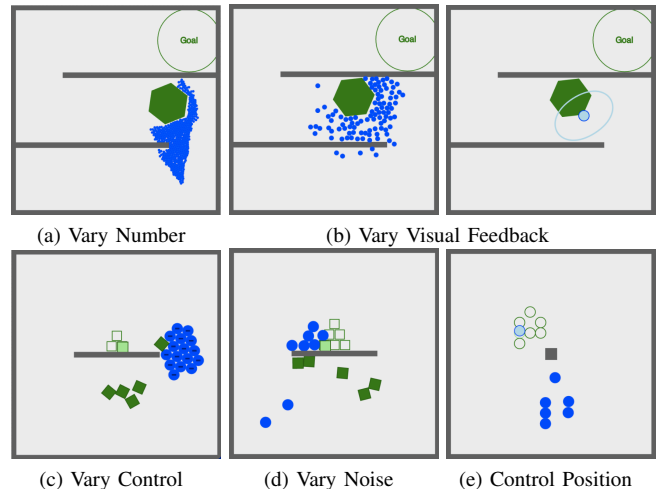 Goal
Goal
Goal
(a) Vary Number
(b) Vary Visual Feedback
(c) Vary Control
(d) Vary Noise
(e) Control Position